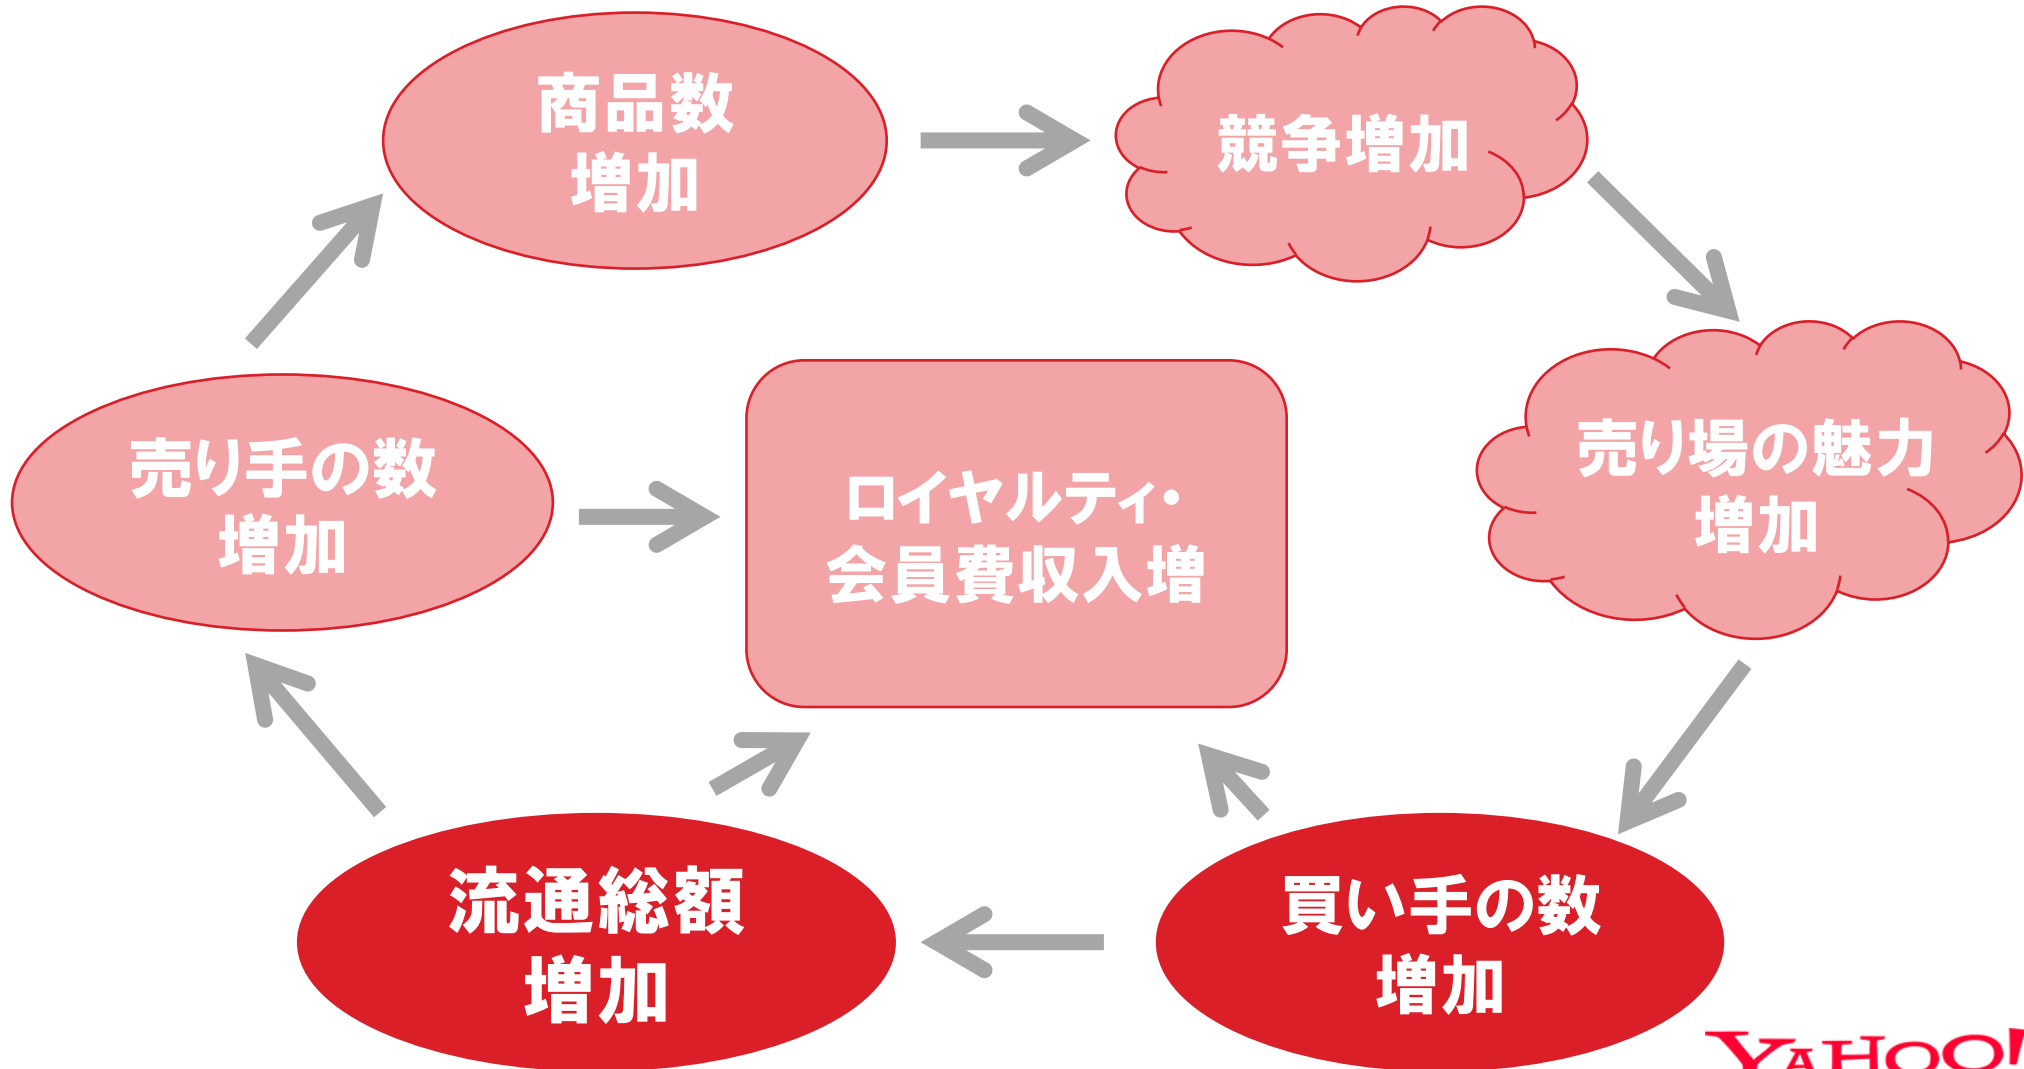 商品数
増加
競争増加
売り手の数
増加
ロイヤルティ・
会員費収入増
売り場の魅力
増加
流通総額
増加
買い手の数
増加
YAHOO!